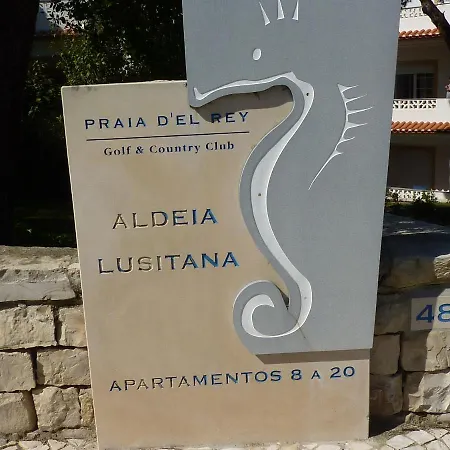 PRAIA D'EL REY
Golf & Country Club
ALDEIA
LUSITANA
48
APARTAMENTOS 8 A 20